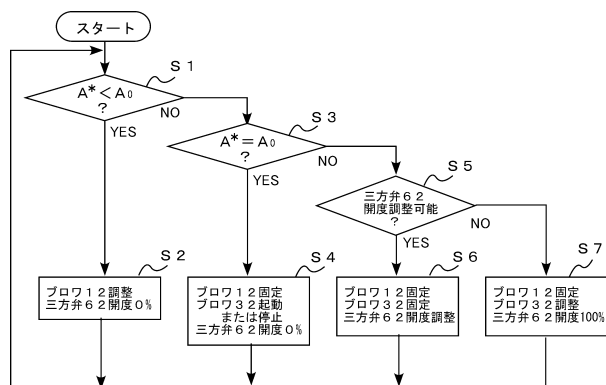 スタート
S1
A*<A0
?
NO
YES
S3
A*=A0
?
NO
YES
S5
三方弁62
開度調整可能
?
NO
YES
S2
ブロワ12調整
三方弁62開度0%
S4
ブロワ12固定
ブロワ32起動
または停止
三方弁62開度0%
S6
ブロワ12固定
ブロワ32固定
三方弁62開度調整
S7
ブロワ12固定
ブロワ32調整
三方弁62開度100%